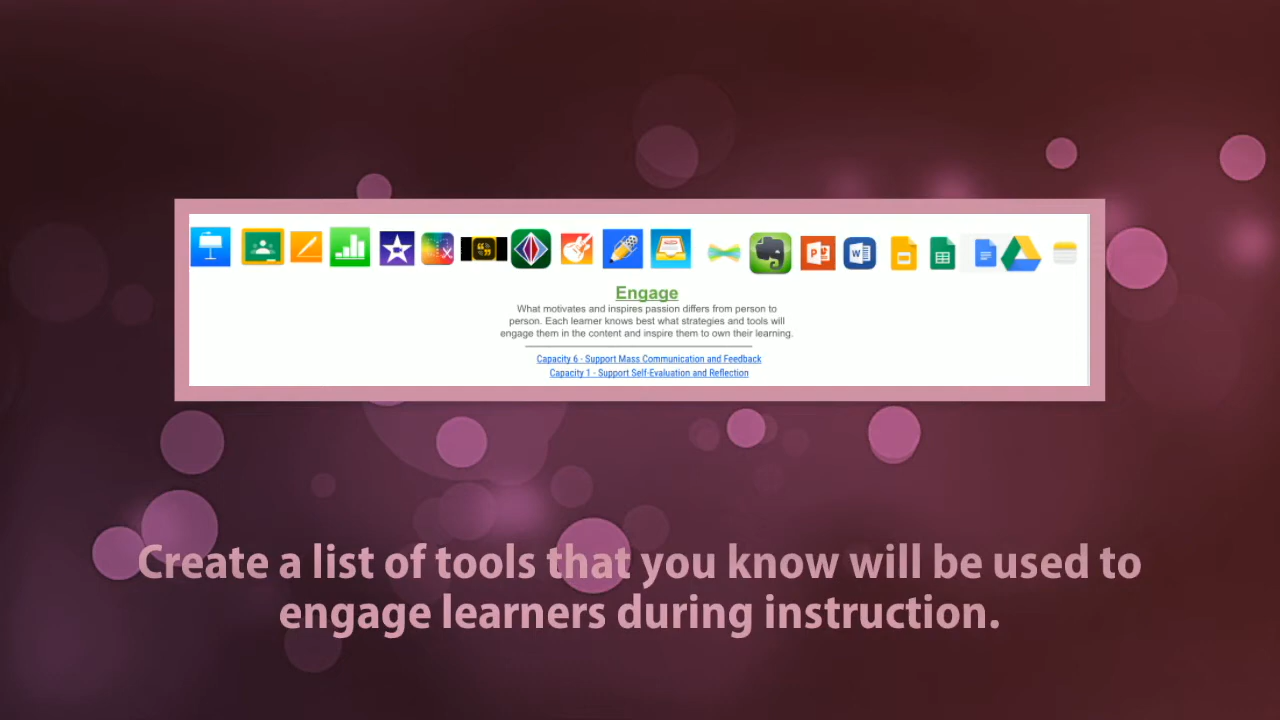 Engage
What motivates and inspires passion differs from person to
person. Each learner knows best what strategies and tools will
engage them in the content and inspire them to own their learning.
Capacity 6 - Support Mass Communication and Feedback
Capacity 1 - Support Self-Evaluation and Reflection
Create a list of tools that you know will be used to
engage learners during instruction.